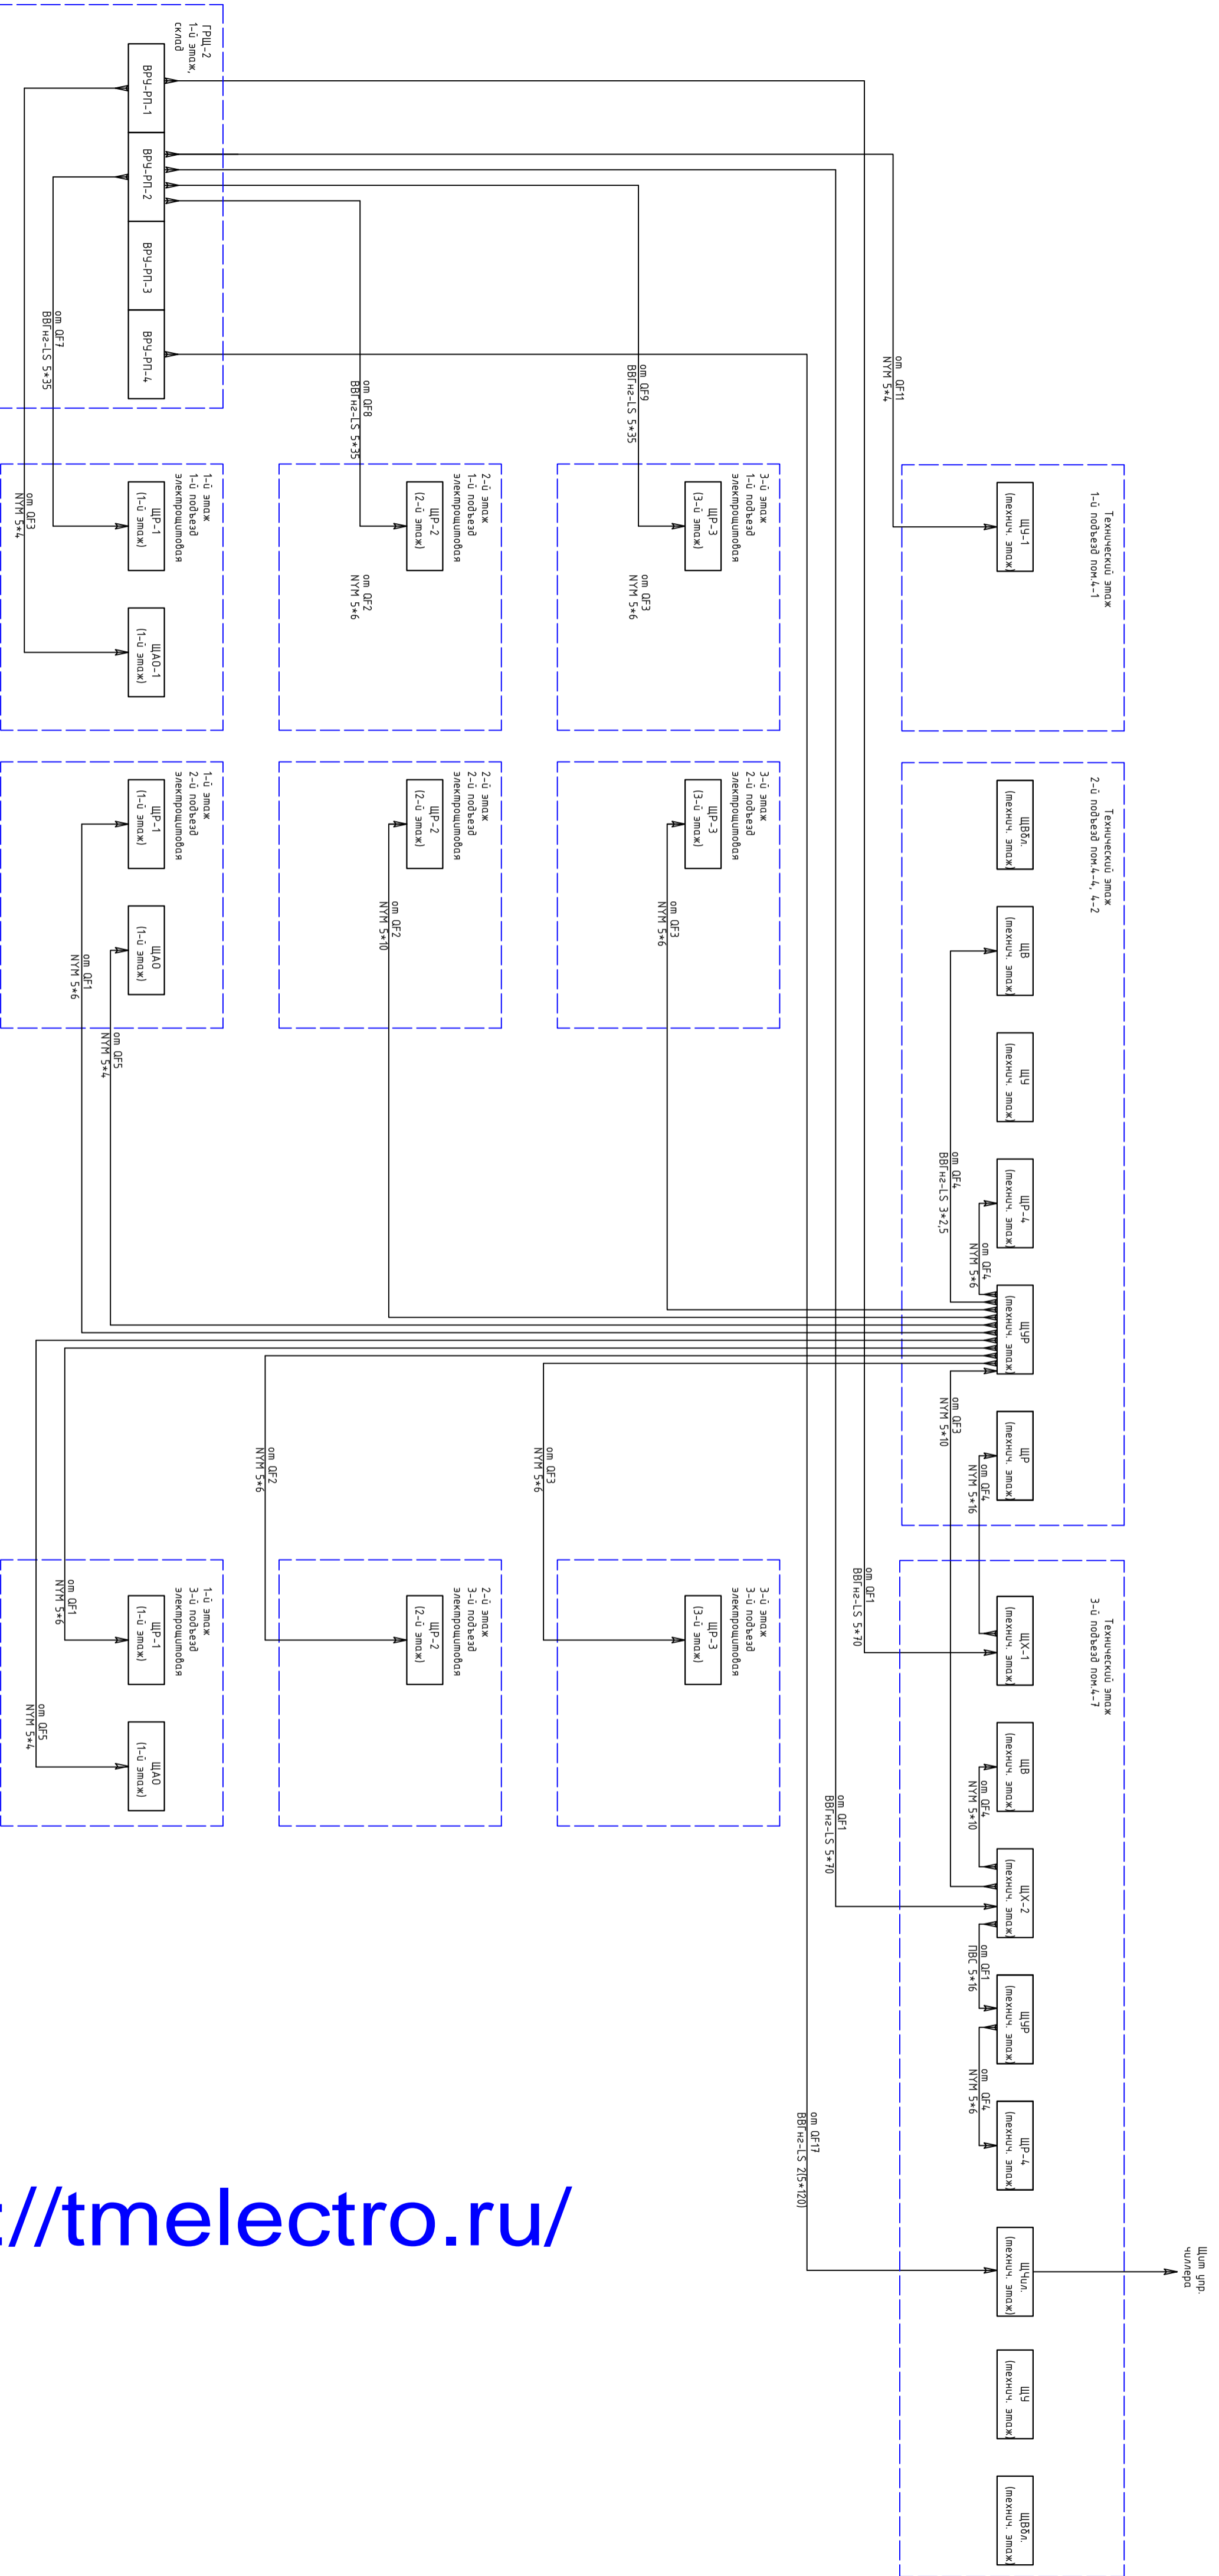 Щит упр.
чиллера
Технический этаж
1-й подъезд пом.4-1
ЩУ-1
(технич. этаж)
от QF11
NYM 5*4
Технический этаж
2-й подъезд пом.4-4, 4-2
ЩВбл.
(технич. этаж)
ЩВ
(технич. этаж)
ЩУ
(технич. этаж)
ЩР-4
(технич. этаж)
ЩУР
(технич. этаж)
ЩР
(технич. этаж)
от QF4
ВВГнг-LS 3*2,5
от QF4
NYM 5*6
от QF3
NYM 5*10
от QF4
NYM 5*16
Технический этаж
3-й подъезд пом.4-7
ЩХ-1
(технич. этаж)
ЩВ
(технич. этаж)
ЩХ-2
(технич. этаж)
ЩУР
(технич. этаж)
ЩР-4
(технич. этаж)
ЩЧил.
(технич. этаж)
ЩУ
(технич. этаж)
ЩВбл.
(технич. этаж)
от QF4
NYM 5*10
от QF1
ПВС 5*16
от QF4
NYM 5*6
от QF1
ВВГнг-LS 5*70
от QF1
ВВГнг-LS 5*70
от QF17
ВВГнг-LS 2(5*120)
3-й этаж
1-й подъезд
электрощитовая
ЩР-3
(3-й этаж)
от QF9
ВВГнг-LS 5*35
от QF3
NYM 5*6
3-й этаж
2-й подъезд
электрощитовая
ЩР-3
(3-й этаж)
от QF3
NYM 5*6
3-й этаж
3-й подъезд
электрощитовая
ЩР-3
(3-й этаж)
от QF3
NYM 5*6
2-й этаж
1-й подъезд
электрощитовая
ЩР-2
(2-й этаж)
от QF8
ВВГнг-LS 5*35
от QF2
NYM 5*6
2-й этаж
2-й подъезд
электрощитовая
ЩР-2
(2-й этаж)
от QF2
NYM 5*10
2-й этаж
3-й подъезд
электрощитовая
ЩР-2
(2-й этаж)
от QF2
NYM 5*6
ГРЩ-2
1-й этаж,
склад
ВРУ-РП-1
ВРУ-РП-2
ВРУ-РП-3
ВРУ-РП-4
от QF7
ВВГнг-LS 5*35
от QF3
NYM 5*4
1-й этаж
1-й подъезд
электрощитовая
ЩР-1
(1-й этаж)
ЩАО-1
(1-й этаж)
1-й этаж
2-й подъезд
электрощитовая
ЩР-1
(1-й этаж)
ЩАО
(1-й этаж)
от QF1
NYM 5*6
от QF5
NYM 5*4
1-й этаж
3-й подъезд
электрощитовая
ЩР-1
(1-й этаж)
ЩАО
(1-й этаж)
от QF1
NYM 5*6
от QF5
NYM 5*4
://tmelectro.ru/